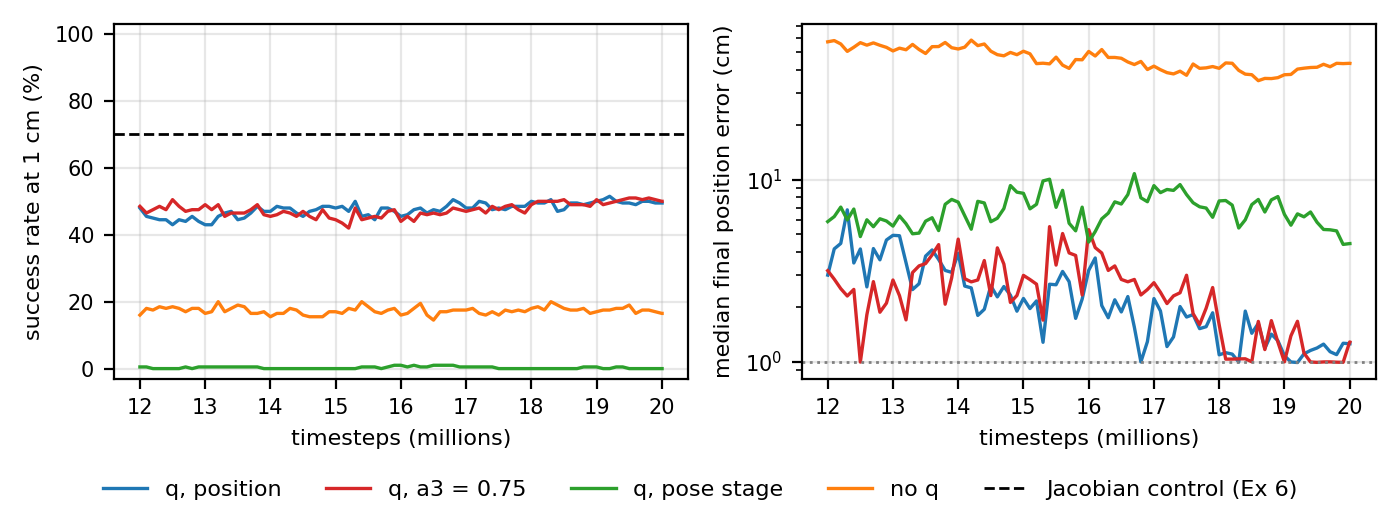 success rate at 1 cm (%)
100
80
60
40
20
0
12 13 14 15 16 17 18 19 20
timesteps (millions)
median final position error (cm)
10¹
10⁰
12 13 14 15 16 17 18 19 20
timesteps (millions)
q, position
q, a3 = 0.75
q, pose stage
no q
Jacobian control (Ex 6)